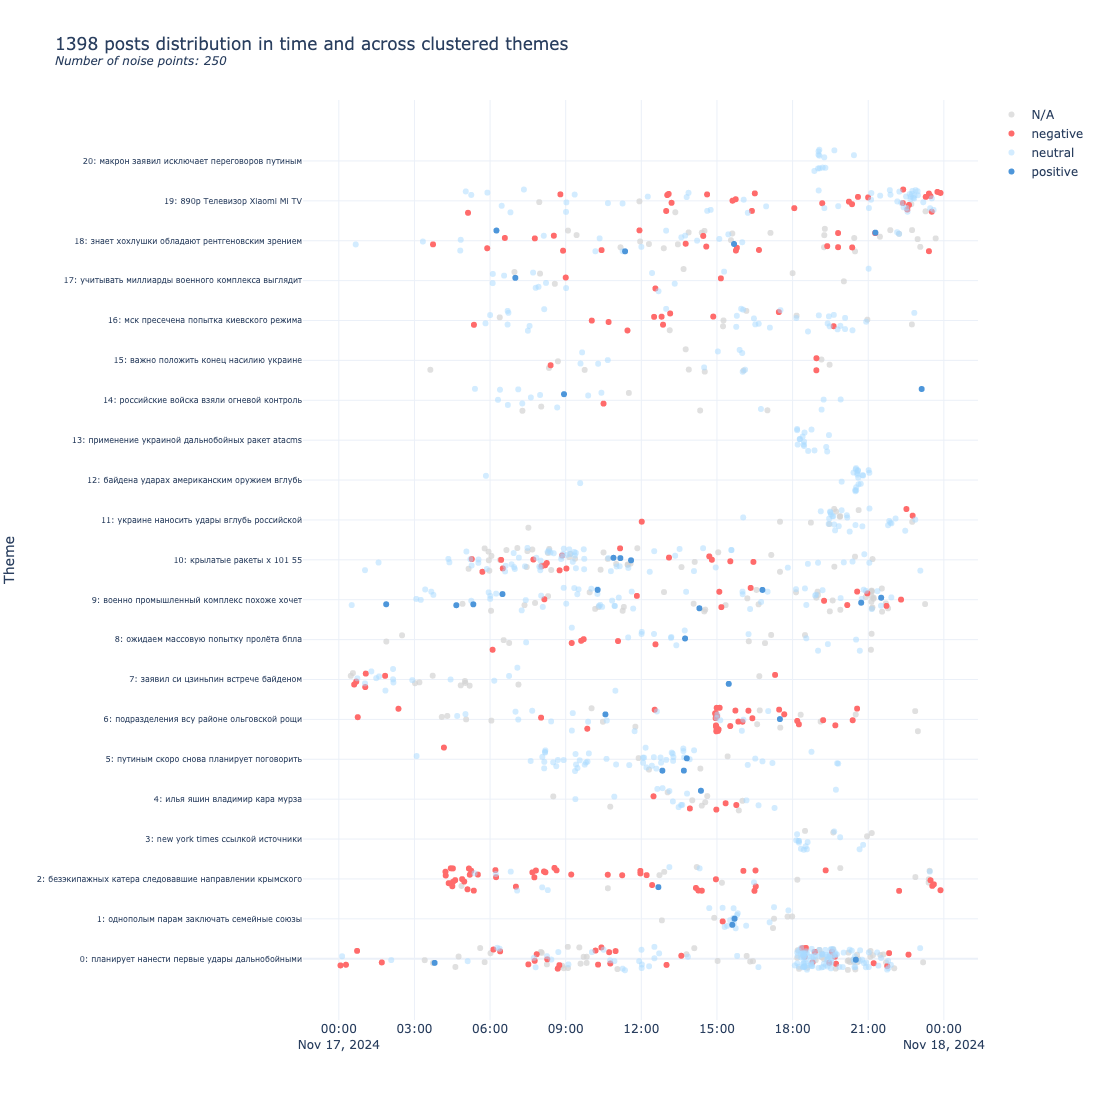 1398 posts distribution in time and across clustered themes
Number of noise points: 250
N/A
negative
neutral
positive
Theme
20: макрон заявил исключает переговоров путиным
19: 890р Телевизор Xiaomi MI TV
18: знает хохлушки обладают рентгеновским зрением
17: учитывать миллиарды военного комплекса выглядит
16: мск пресечена попытка киевского режима
15: важно положить конец насилию украине
14: российские войска взяли огневой контроль
13: применение украиной дальнобойных ракет atacms
12: байдена ударах американским оружием вглубь
11: украине наносить удары вглубь российской
10: крылатые ракеты х 101 55
9: военно промышленный комплекс похоже хочет
8: ожидаем массовую попытку пролёта бпла
7: заявил си цзиньпин встрече байденом
6: подразделения всу районе ольговской рощи
5: путиным скоро снова планирует поговорить
4: илья яшин владимир кара мурза
3: new york times ссылкой источники
2: безэкипажных катера следовавшие направлении крымского
1: однополым парам заключать семейные союзы
0: планирует нанести первые удары дальнобойными
00:00 03:00 06:00 09:00 12:00 15:00 18:00 21:00 00:00
Nov 17, 2024 Nov 18, 2024